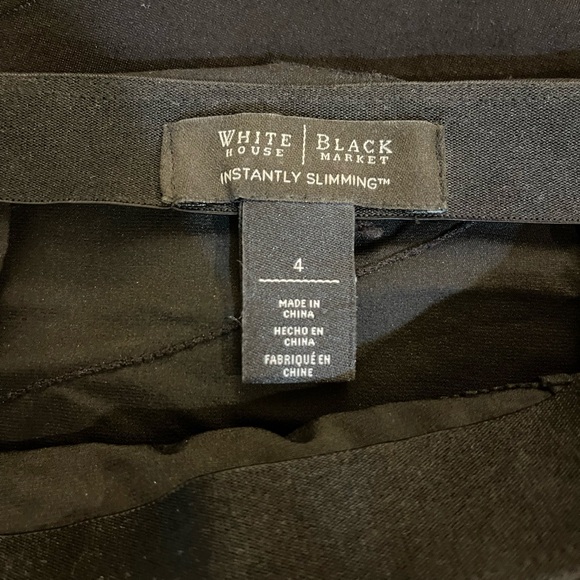 WHITE | BLACK
HOUSE | MARKET
INSTANTLY SLIMMING™
4
MADE IN
CHINA
HECHO EN
CHINA
FABRIQUÉ EN
CHINE